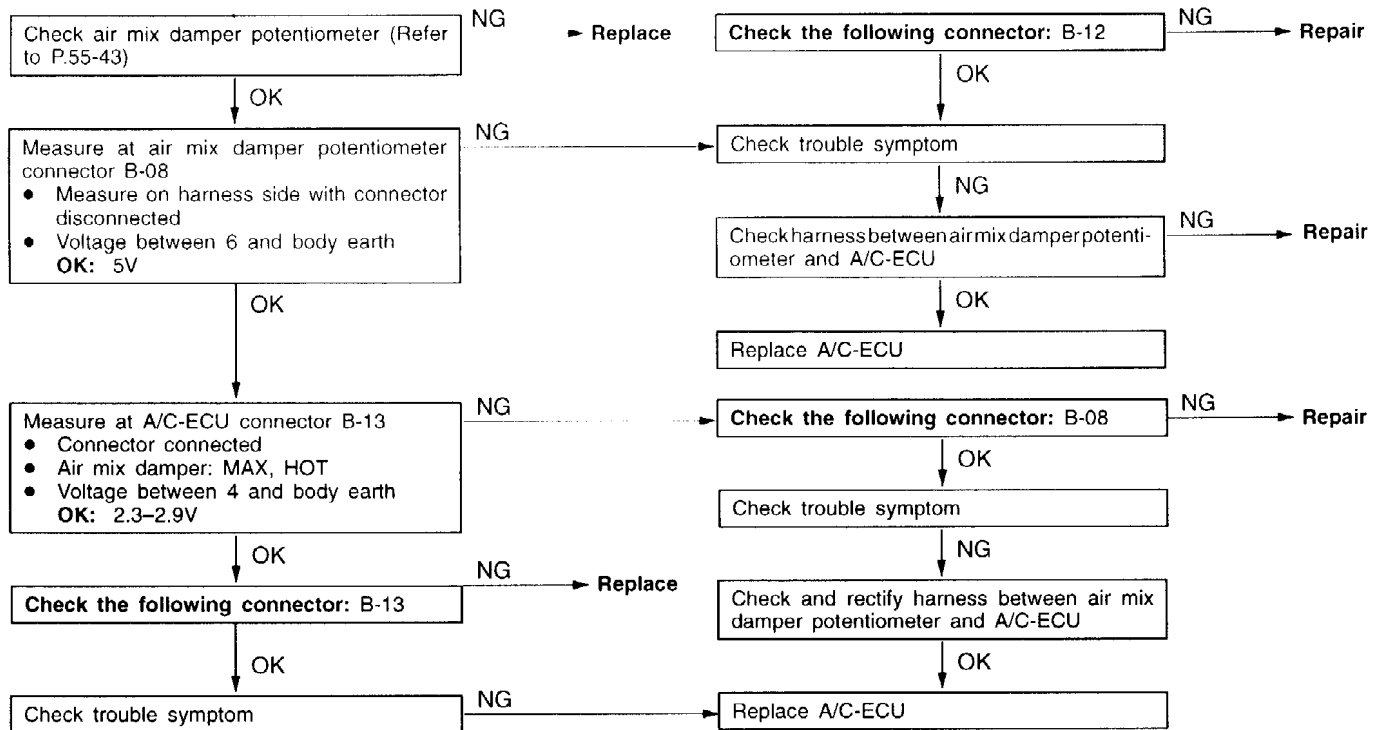 Check air mix damper potentiometer (Refer
to P.55-43)
NG
Replace
OK
Measure at air mix damper potentiometer
connector B-08
● Measure on harness side with connector
disconnected
● Voltage between 6 and body earth
OK: 5V
NG
OK
Measure at A/C-ECU connector B-13
● Connector connected
● Air mix damper: MAX, HOT
● Voltage between 4 and body earth
OK: 2.3–2.9V
NG
OK
Check the following connector: B-13
NG
Replace
OK
Check trouble symptom
NG
Check the following connector: B-12
NG
Repair
OK
Check trouble symptom
NG
Check harness between air mix damper potenti-
ometer and A/C-ECU
NG
Repair
OK
Replace A/C-ECU
Check the following connector: B-08
NG
Repair
OK
Check trouble symptom
NG
Check and rectify harness between air mix
damper potentiometer and A/C-ECU
OK
Replace A/C-ECU